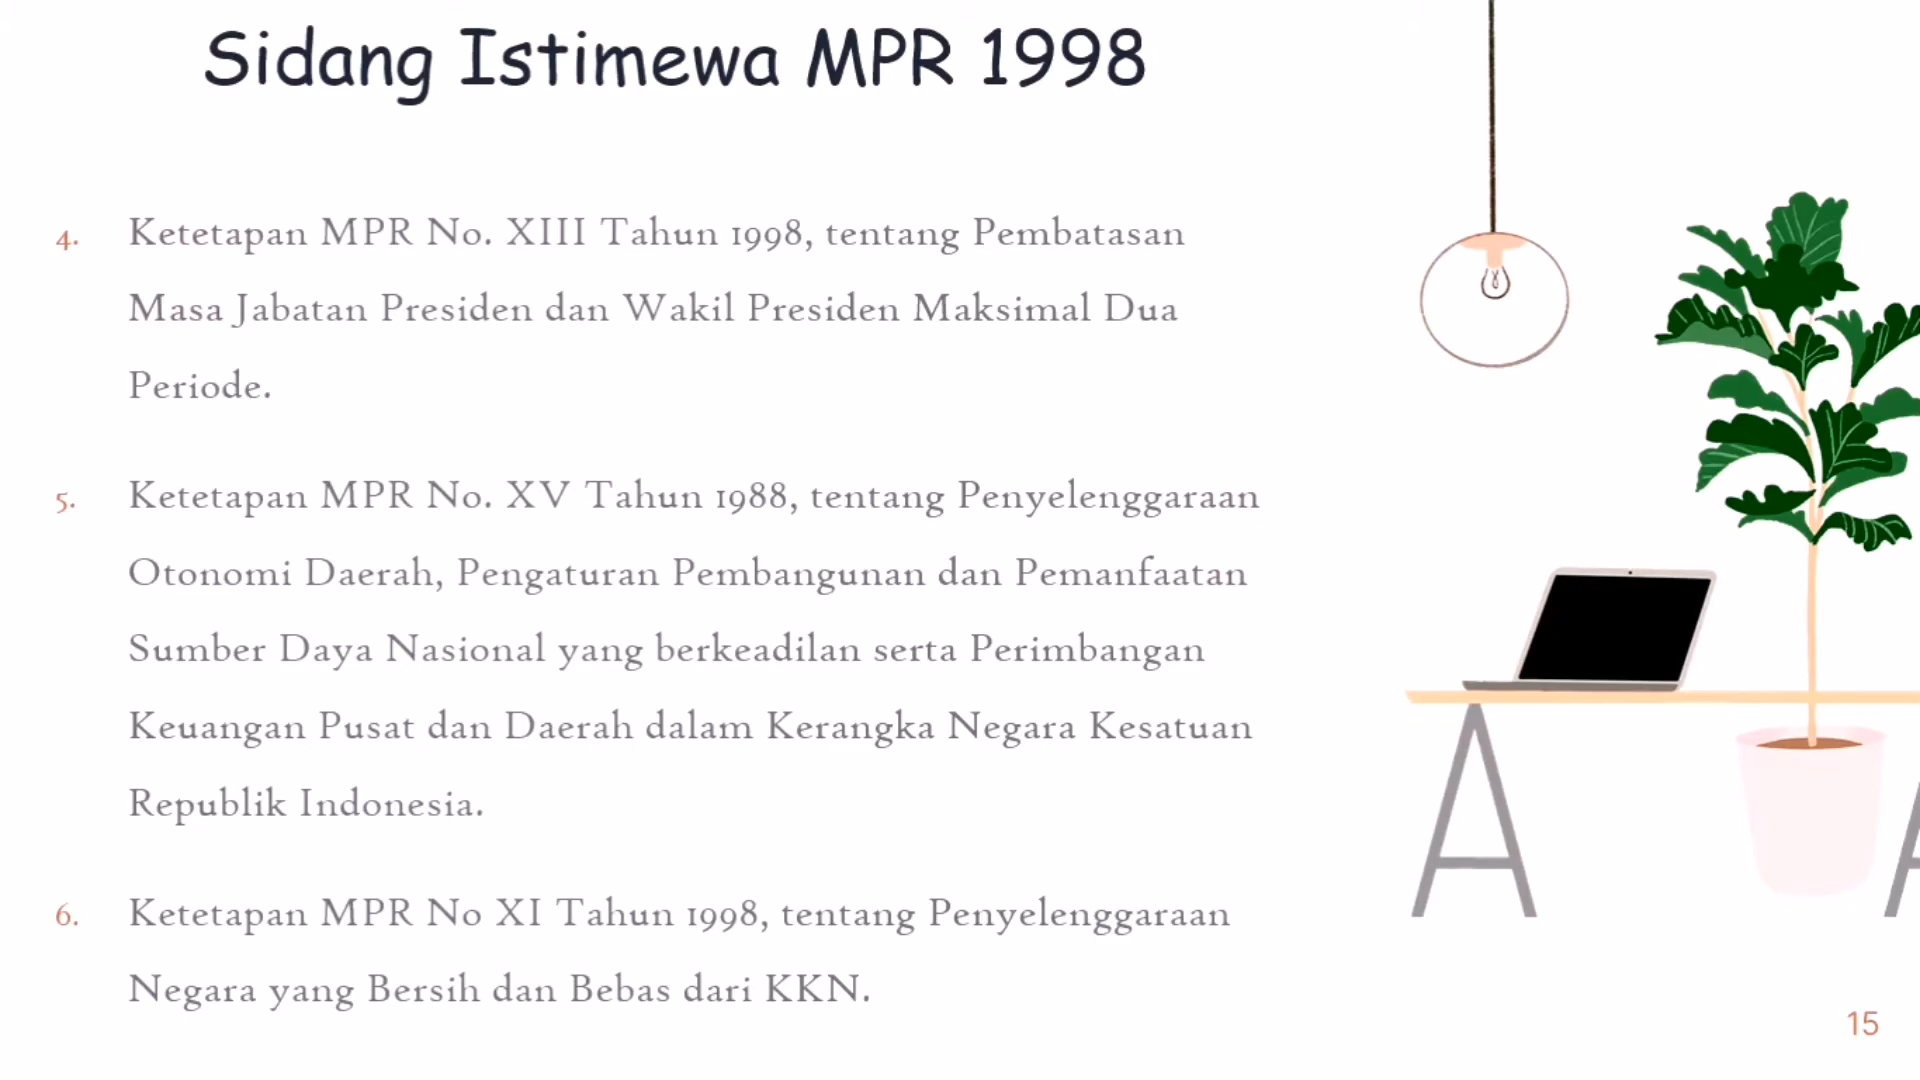 Sidang Istimewa MPR 1998
4. Ketetapan MPR No. XIII Tahun 1998, tentang Pembatasan
Masa Jabatan Presiden dan Wakil Presiden Maksimal Dua
Periode.
5. Ketetapan MPR No. XV Tahun 1988, tentang Penyelenggaraan
Otonomi Daerah, Pengaturan Pembangunan dan Pemanfaatan
Sumber Daya Nasional yang berkeadilan serta Perimbangan
Keuangan Pusat dan Daerah dalam Kerangka Negara Kesatuan
Republik Indonesia.
6. Ketetapan MPR No XI Tahun 1998, tentang Penyelenggaraan
Negara yang Bersih dan Bebas dari KKN.
15